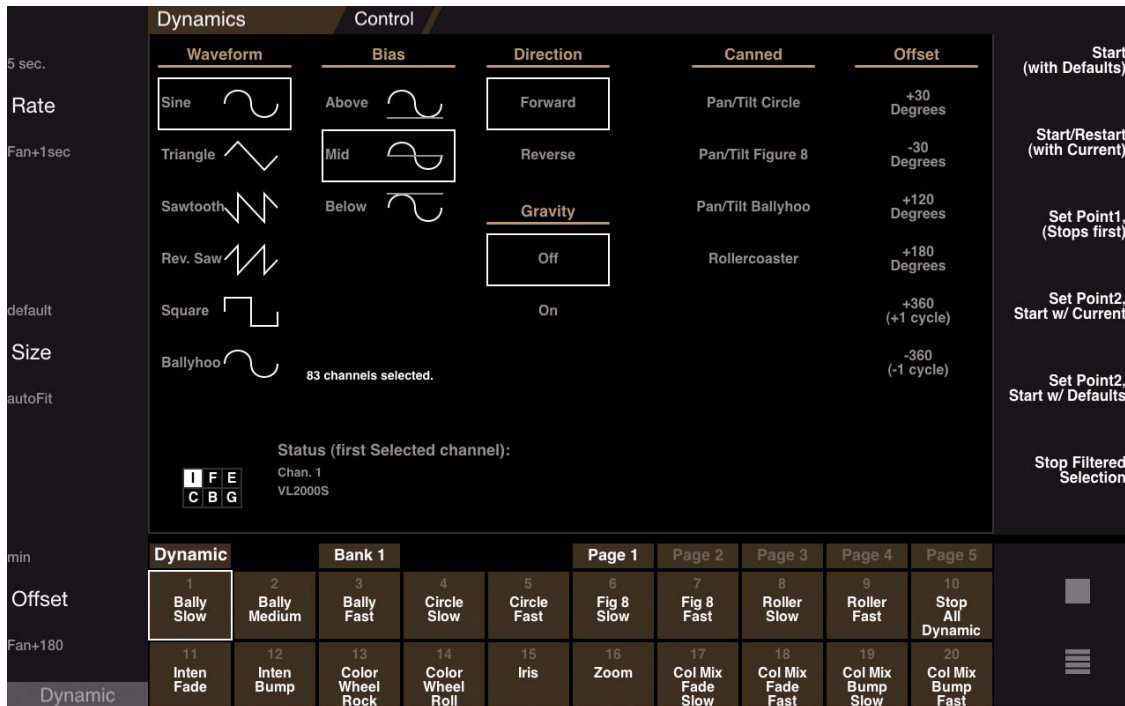 Dynamics
Control
5 sec.
Rate
Fan+1sec
default
Size
autoFit
min
Offset
Fan+180
Dynamic
Waveform
Sine
Triangle
Sawtooth
Rev. Saw
Square
Ballyhoo
Bias
Above
Mid
Below
Direction
Forward
Reverse
Gravity
Off
On
Canned
Pan/Tilt Circle
Pan/Tilt Figure 8
Pan/Tilt Ballyhoo
Rollercoaster
Offset
+30
Degrees
-30
Degrees
+120
Degrees
+180
Degrees
+360
(+1 cycle)
-360
(-1 cycle)
83 channels selected.
Status (first Selected channel):
Chan. 1
VL2000S
I F E
C B G
Start
(with Defaults)
Start/Restart
(with Current)
Set Point1,
(Stops first)
Set Point2,
Start w/ Current
Set Point2,
Start w/ Defaults
Stop Filtered
Selection
Dynamic
Bank 1
Page 1
Page 2
Page 3
Page 4
Page 5
1
Bally
Slow
2
Bally
Medium
3
Bally
Fast
4
Circle
Slow
5
Circle
Fast
6
Fig 8
Slow
7
Fig 8
Fast
8
Roller
Slow
9
Roller
Fast
10
Stop
All
Dynamic
11
Inten
Fade
12
Inten
Bump
13
Color
Wheel
Rock
14
Color
Wheel
Roll
15
Iris
16
Zoom
17
Col Mix
Fade
Slow
18
Col Mix
Fade
Fast
19
Col Mix
Bump
Slow
20
Col Mix
Bump
Fast